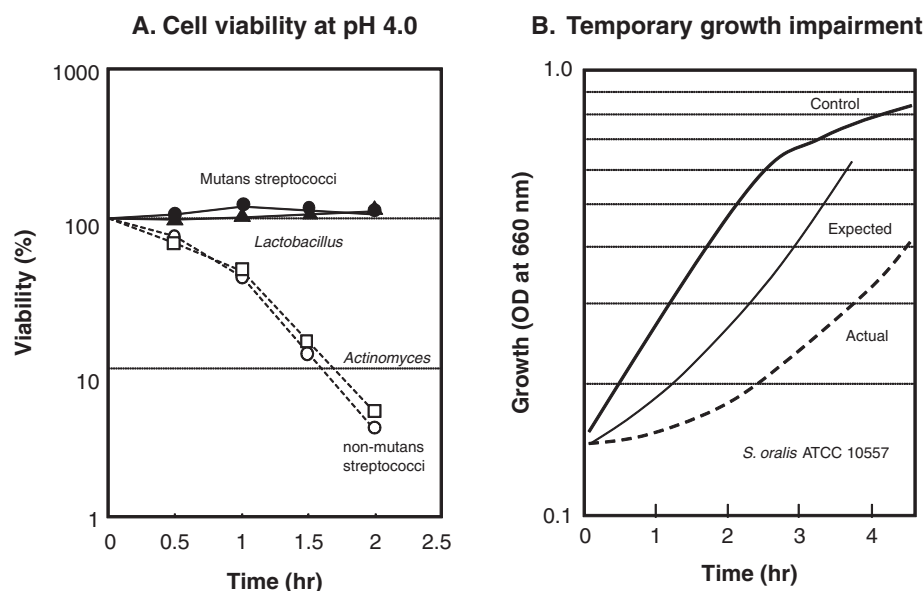 A. Cell viability at pH 4.0
1000
100
10
1
Viability (%)
Mutans streptococci
Lactobacillus
Actinomyces
non-mutans
streptococci
0
0.5
1
1.5
2
2.5
Time (hr)
B. Temporary growth impairment
1.0
0.1
Growth (OD at 660 nm)
Control
Expected
Actual
S. oralis ATCC 10557
0
1
2
3
4
Time (hr)